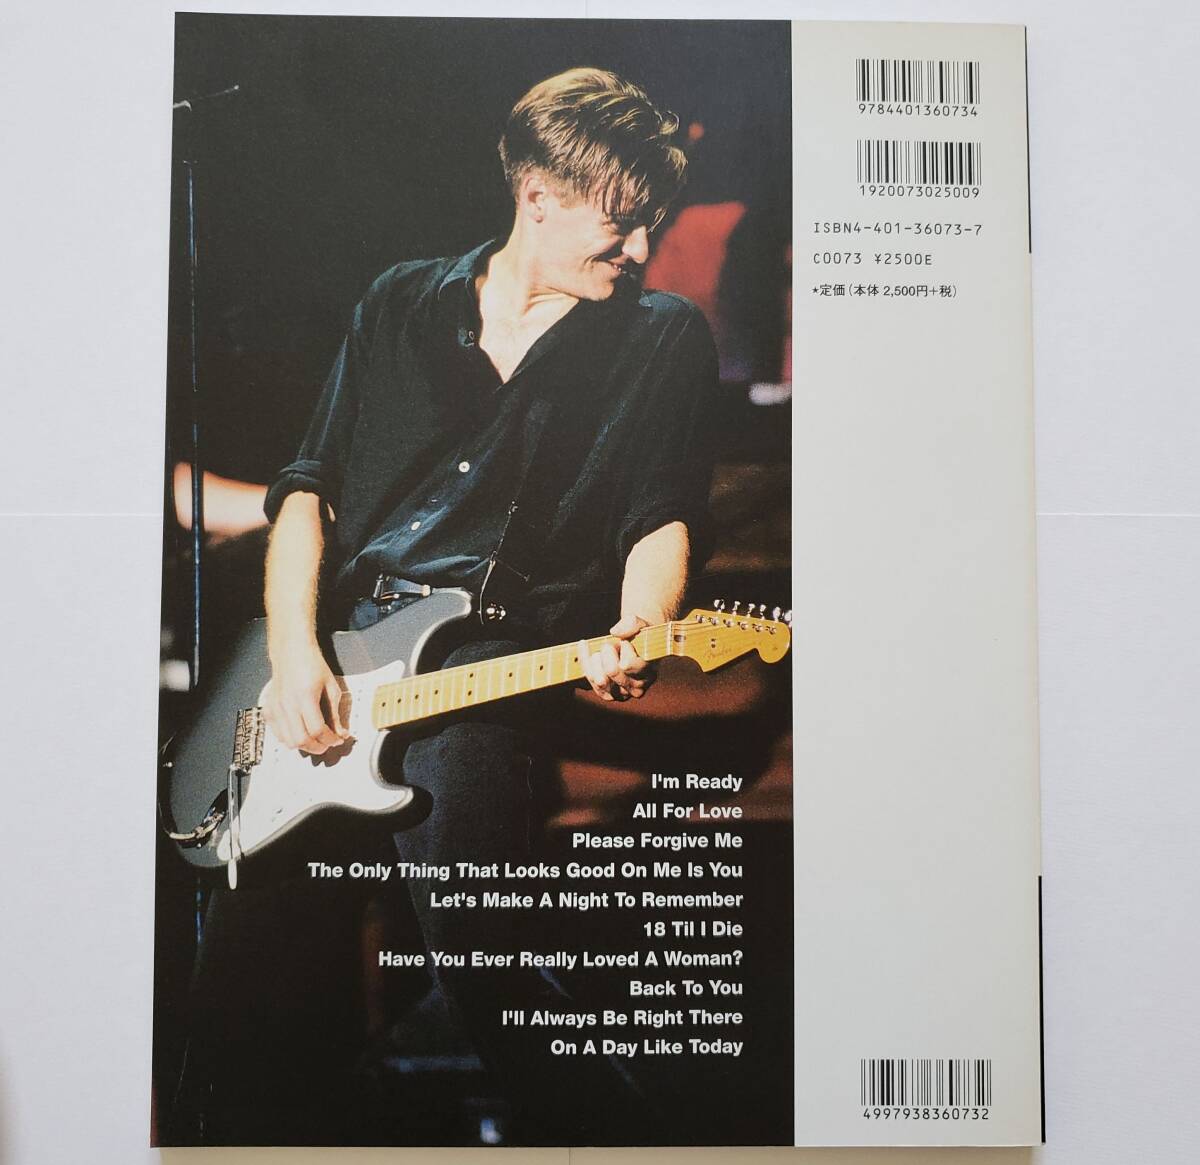 9784401360734
1920073025009
ISBN4-401-36073-7
C0073 ¥2500E
★定価(本体 2,500円+税)
Fender
I'm Ready
All For Love
Please Forgive Me
The Only Thing That Looks Good On Me Is You
Let's Make A Night To Remember
18 Til I Die
Have You Ever Really Loved A Woman?
Back To You
I'll Always Be Right There
On A Day Like Today
4997938360732